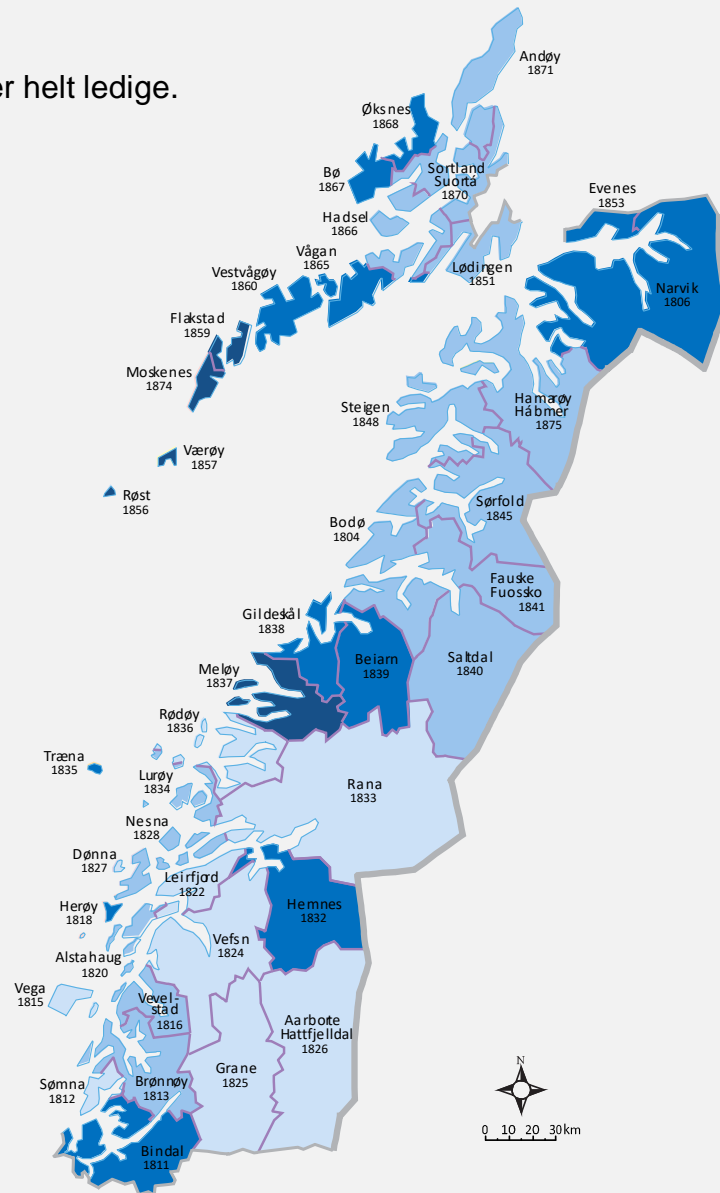 er helt ledige.
Andøy
1871
Øksnes
1868
Bø
1867
Sortland
Suortá
1870
Evenes
1853
Hadsel
1866
Vågan
1865
Lødingen
1851
Vestvågøy
1860
Narvik
1806
Flakstad
1859
Moskenes
1874
Hamarøy
Hábmer
1875
Steigen
1848
Værøy
1857
Røst
1856
Sørfold
1845
Bodø
1804
Fauske
Fuossko
1841
Gildeskål
1838
Beiarn
1839
Saltdal
1840
Meløy
1837
Rødøy
1836
Træna
1835
Lurøy
1834
Rana
1833
Nesna
1828
Dønna
1827
Leirfjord
1822
Herøy
1818
Hemnes
1832
Vefsn
1824
Alstahaug
1820
Vega
1815
Vevel-
stad
1816
Aarborte
Hattfjelldal
1826
Grane
1825
Sømna
1812
Brønnøy
1813
Bindal
1811
N
0 10 20 30km